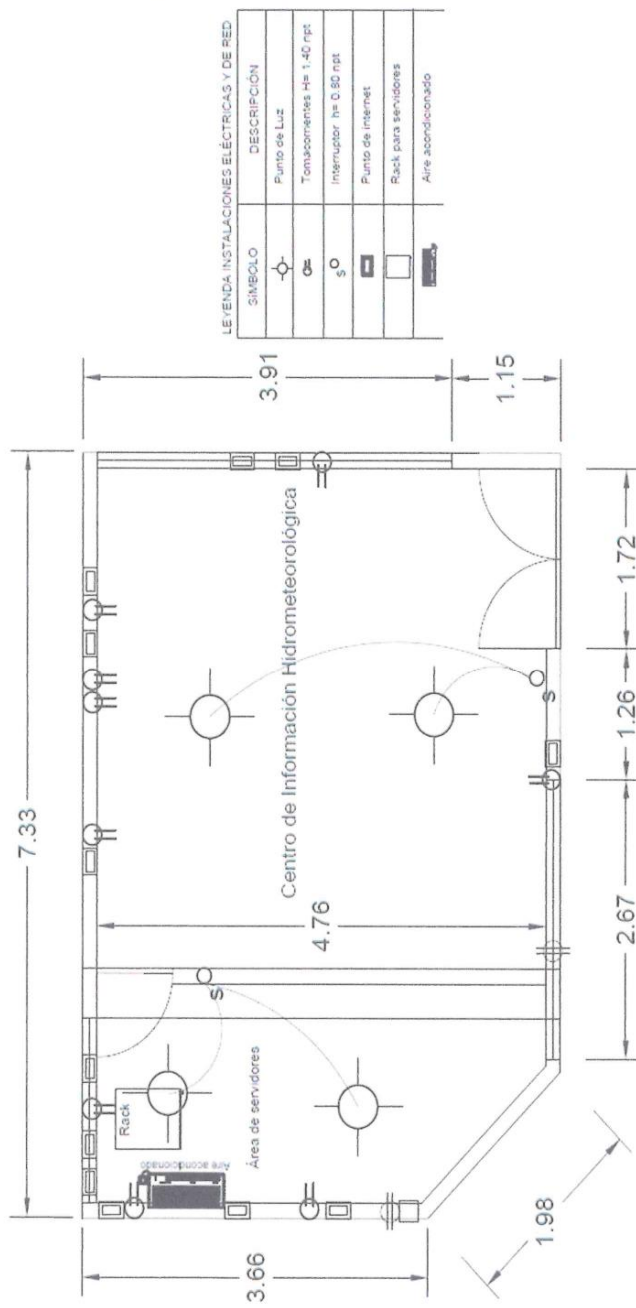 LEYENDA INSTALACIONES ELÉCTRICAS Y DE RED
SÍMBOLO DESCRIPCIÓN
Punto de Luz
Tomacorrientes H= 1.40 npt
S Interruptor h= 0.80 npt
Punto de internet
Rack para servidores
Aire acondicionado
7.33
3.91
1.15
3.66
4.76
Centro de Información Hidrometeorológica
Rack
Aire acondicionado
Área de servidores
S
S
1.98
2.67
1.26
1.72